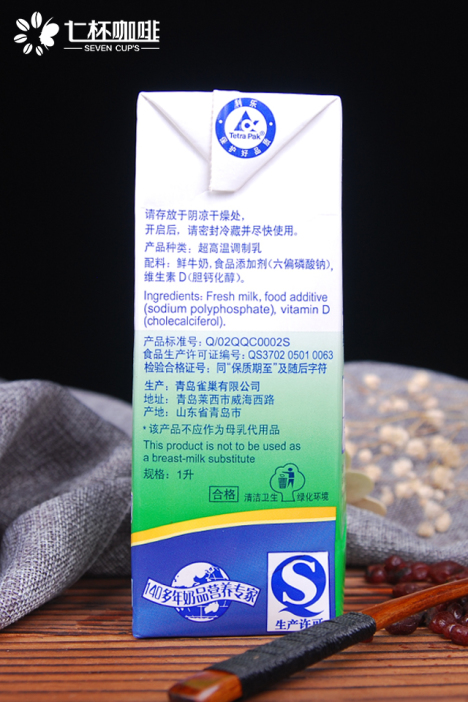 七杯咖啡
SEVEN CUP'S
利乐
Tetra Pak®
保护好品质
请存放于阴凉干燥处，
开启后，请密封冷藏并尽快使用。
产品种类：超高温调制乳
配料：鲜牛奶,食品添加剂(六偏磷酸钠),
维生素D(胆钙化醇)。
Ingredients: Fresh milk, food additive
(sodium polyphosphate), vitamin D
(cholecalciferol).
产品标准号：Q/02QQC0002S
食品生产许可证编号：QS3702 0501 0063
检验合格证号：同“保质期至”及随后字符
生产：青岛雀巢有限公司
地址：青岛莱西市威海西路
产地：山东省青岛市
*该产品不应作为母乳代用品
This product is not to be used as
a breast-milk substitute
规格：1升
合格
清洁卫生
绿化环境
140多年奶品营养专家
生产许可